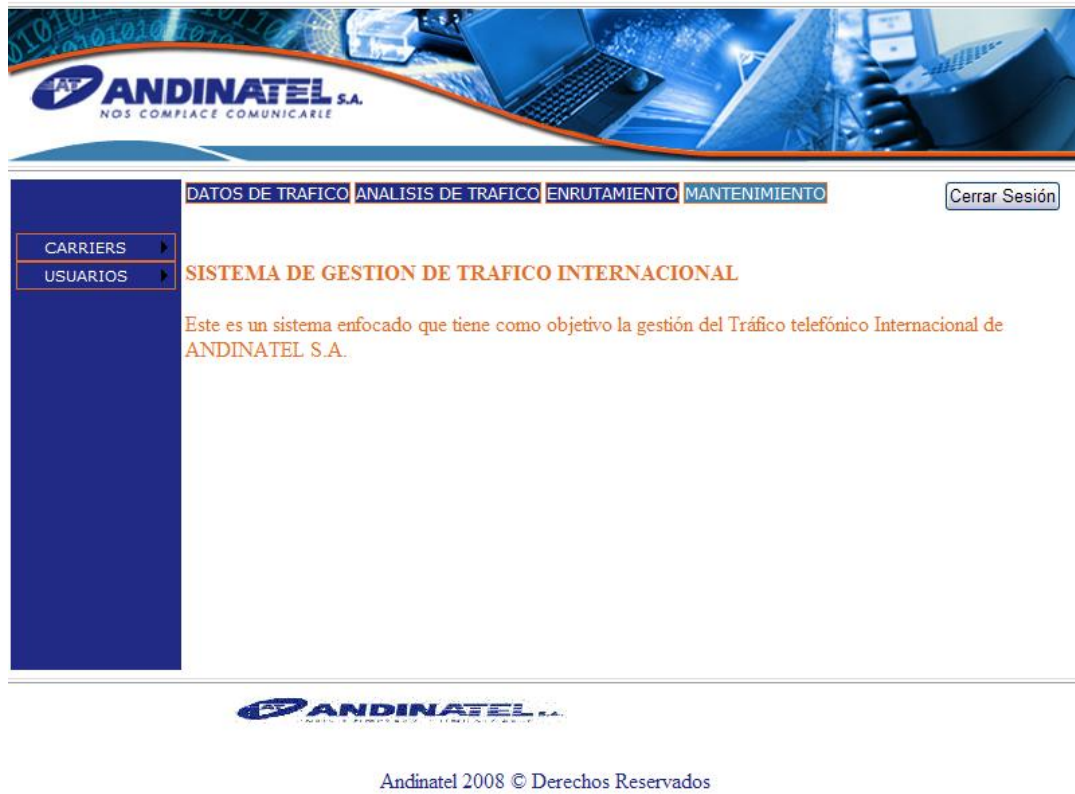 ANDINATEL S.A.
NOS COMPLACE COMUNICARLE
DATOS DE TRAFICO ANALISIS DE TRAFICO ENRUTAMIENTO MANTENIMIENTO Cerrar Sesión
CARRIERS
USUARIOS
SISTEMA DE GESTION DE TRAFICO INTERNACIONAL
Este es un sistema enfocado que tiene como objetivo la gestión del Tráfico telefónico Internacional de
ANDINATEL S.A.
ANDINATEL
Andinatel 2008 © Derechos Reservados